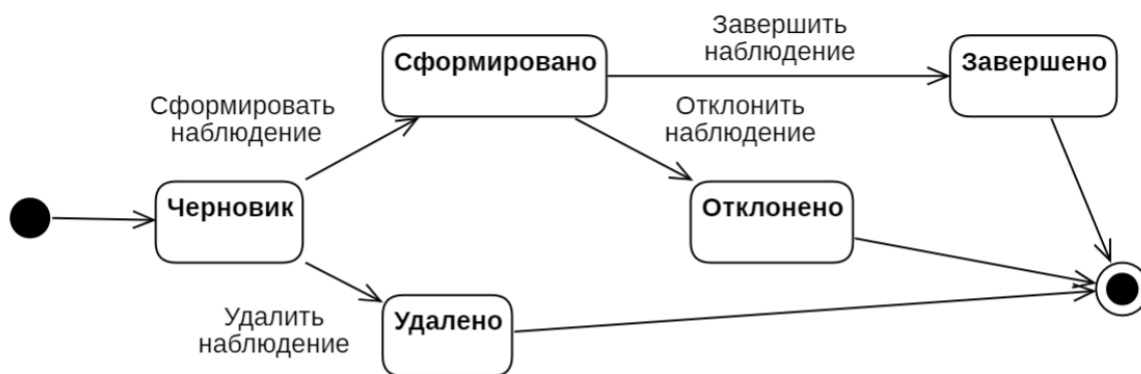 Завершить
наблюдение
Сформировано
Завершено
Сформировать
наблюдение
Отклонить
наблюдение
Черновик
Отклонено
Удалить
наблюдение
Удалено